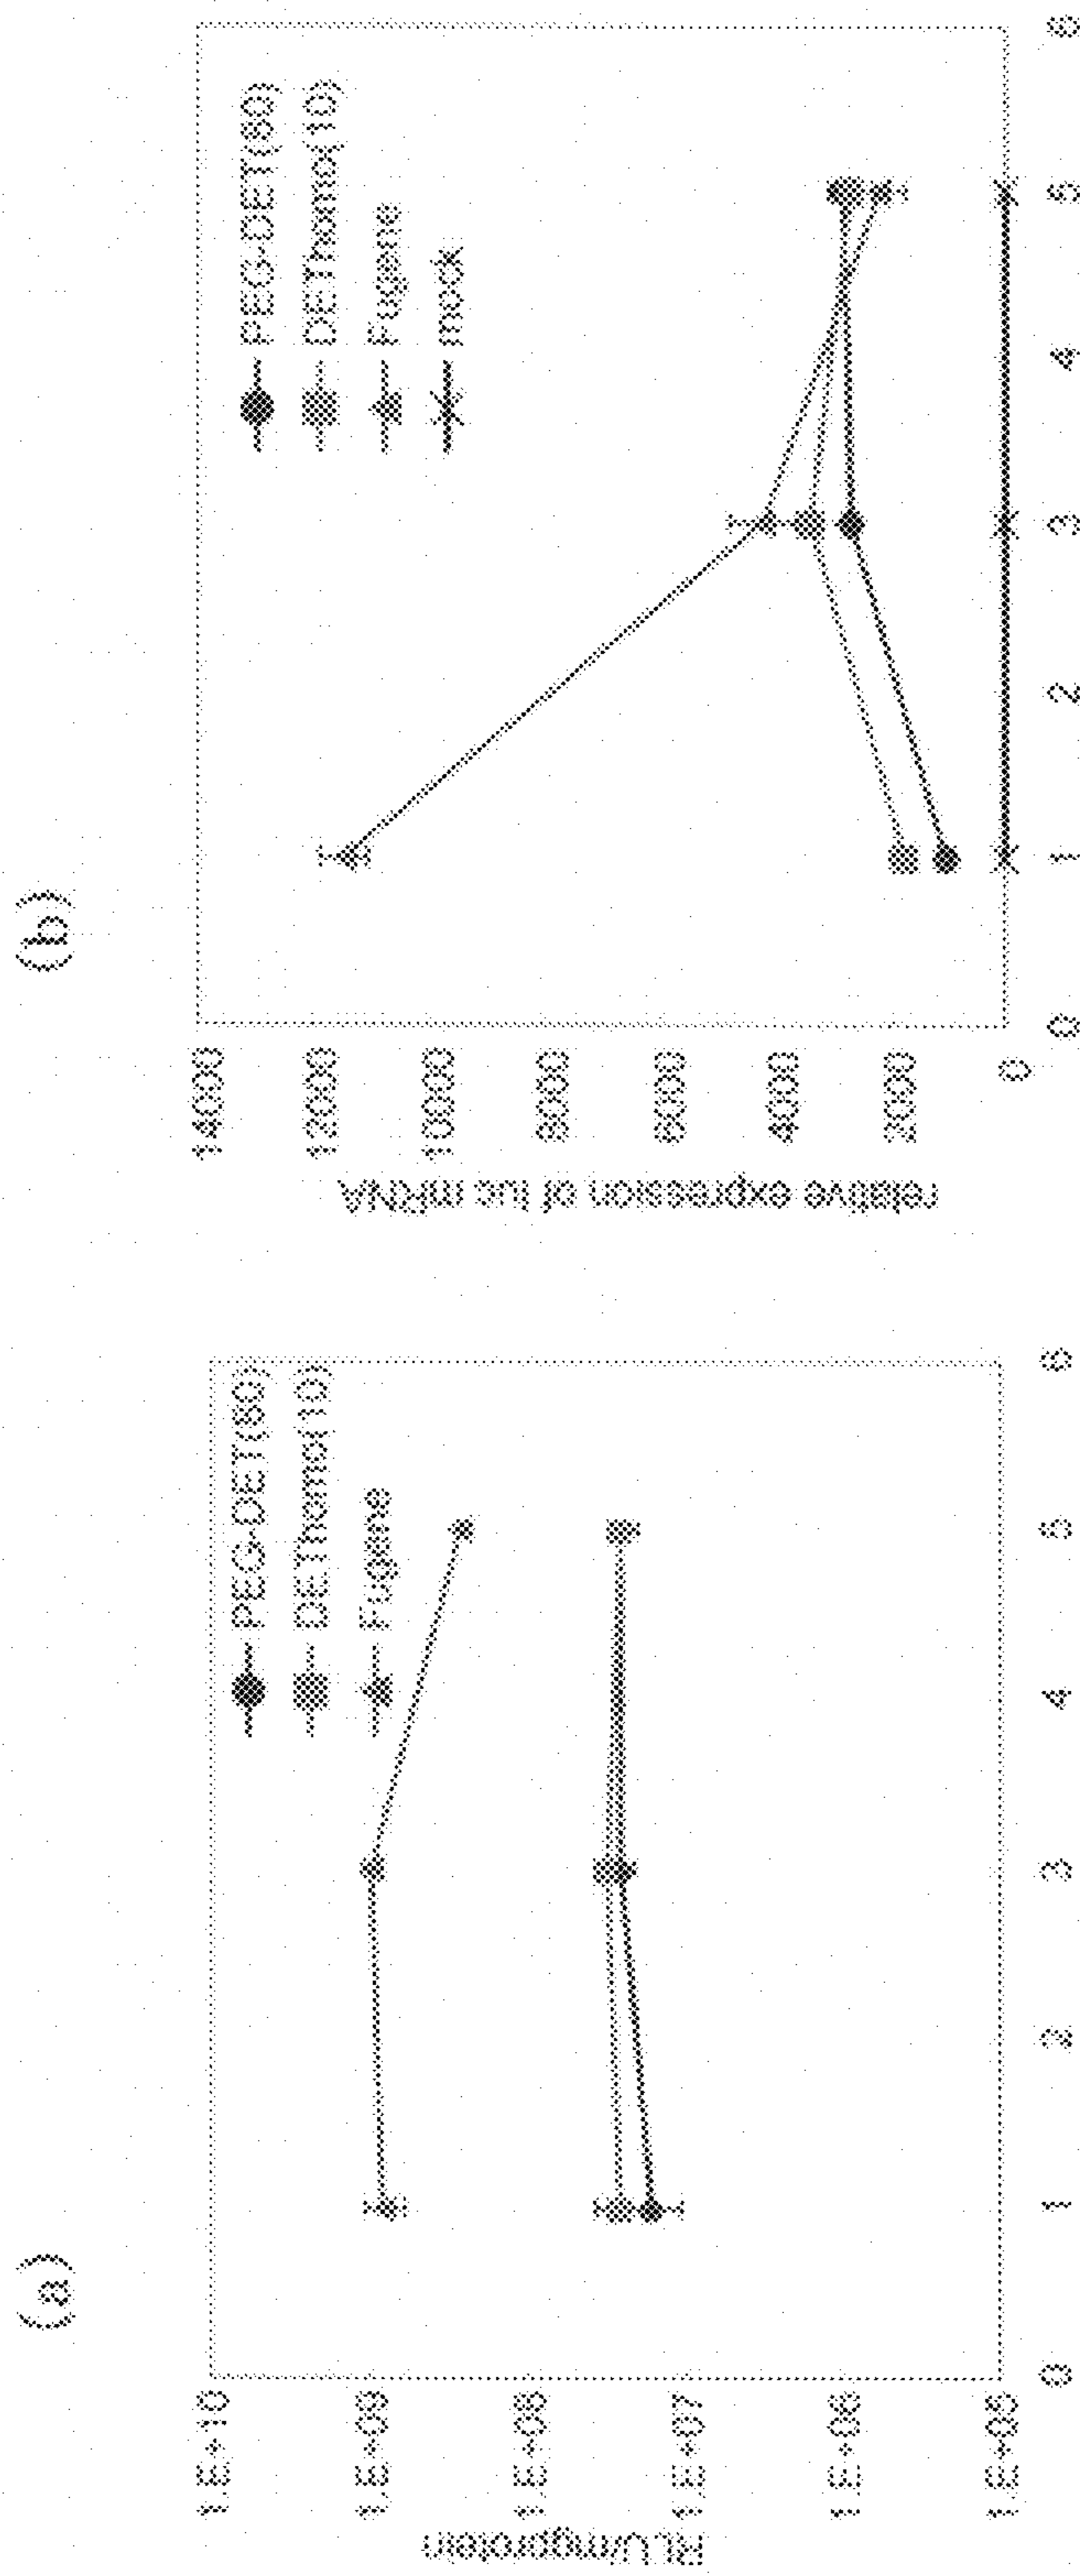 (a)
RLU/mgprotein
1.E+10
1.E+09
1.E+08
1.E+07
1.E+06
1.E+05
0 1 2 3 4 5 6
PEG-DET(80)
DEThomo(10)
Fugene
(b)
relative expression of luc mRNA
14000
12000
10000
8000
6000
4000
2000
0
0 1 2 3 4 5 6
PEG-DET(80)
DEThomo(10)
Fugene
mock